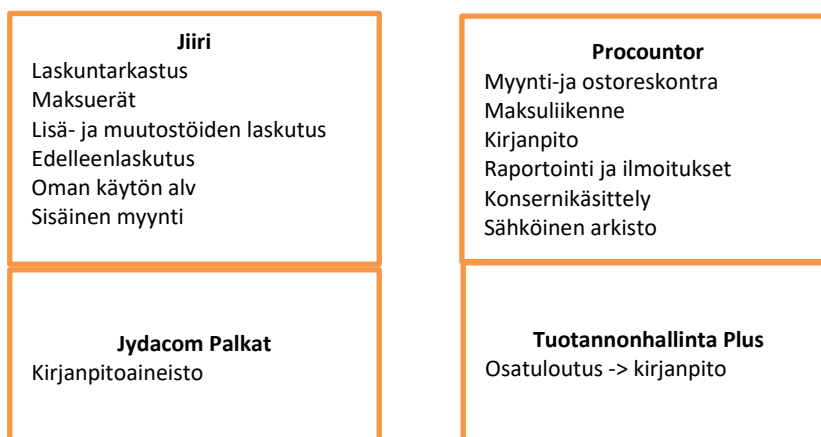 Jiiri
Laskuntarkastus
Maksuerät
Lisä- ja muutostöiden laskutus
Edelleenlaskutus
Oman käytön alv
Sisäinen myynti
Procountor
Myynti-ja ostoreskontra
Maksuliikenne
Kirjanpito
Raportointi ja ilmoitukset
Konsernikäsittely
Sähköinen arkisto
Jydacom Palkat
Kirjanpitoaineisto
Tuotannonhallinta Plus
Osatuloutus -> kirjanpito